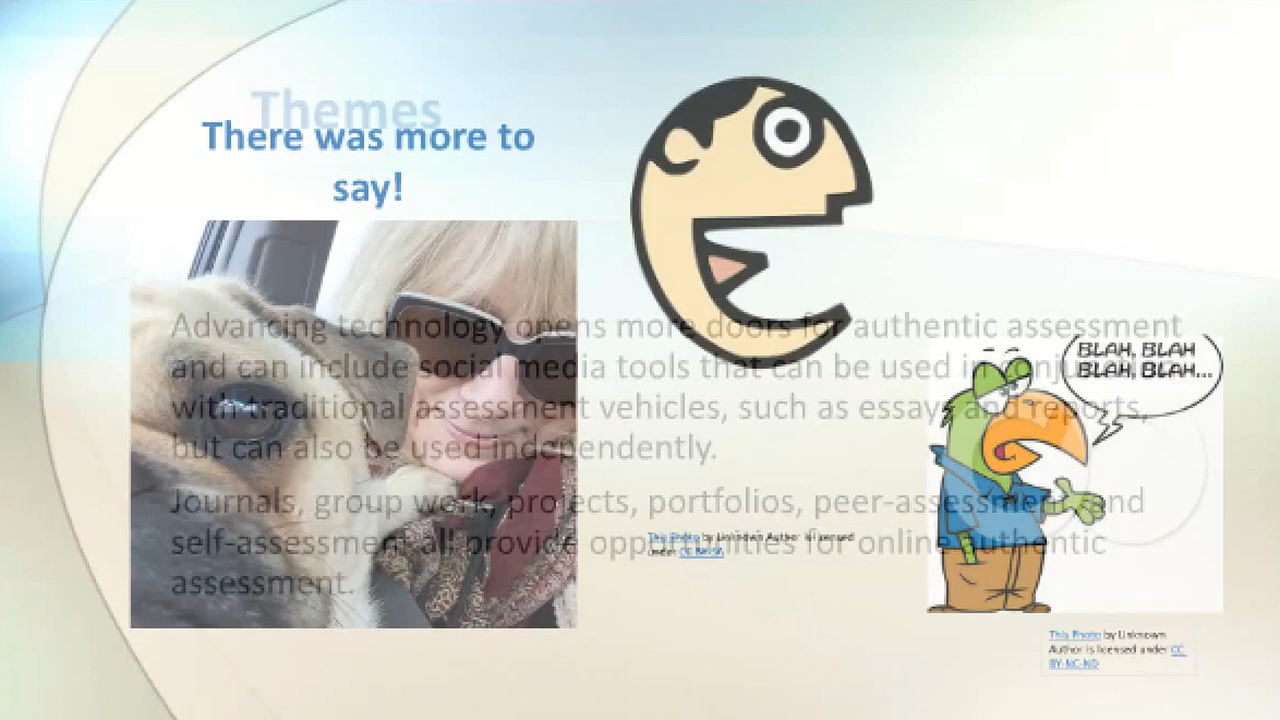 Themes
There was more to
say!
Advancing technology opens more doors for authentic assessment
and can include social media tools that can be used in
with traditional assessment vehicles, such as essays and reports,
but can also be used independently.
Journals, group work, projects, portfolios, peer-assessment and
self-assessment all provide opportunities for online authentic
assessment.
BLAH, BLAH
BLAH, BLAH...
This Photo by Unknown Author is licensed
under CC BY-SA
This Photo by Unknown
Author is licensed under CC
BY-NC-ND